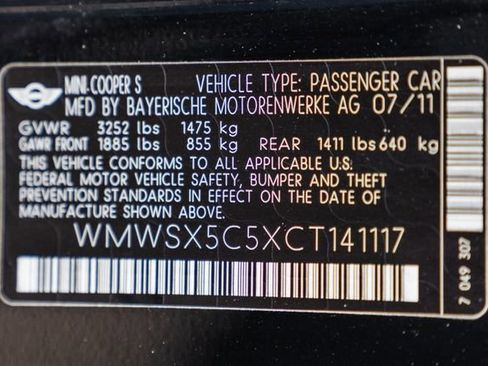 MINI-COOPER S VEHICLE TYPE: PASSENGER CAR
MFD BY BAYERISCHE MOTORENWERKE AG 07/11
GVWR 3252 lbs 1475 kg
GAWR FRONT 1885 lbs 855 kg REAR 1411 lbs 640 kg
THIS VEHICLE CONFORMS TO ALL APPLICABLE U.S.
FEDERAL MOTOR VEHICLE SAFETY, BUMPER AND THEFT
PREVENTION STANDARDS IN EFFECT ON THE DATE OF
MANUFACTURE SHOWN ABOVE.
WMWSX5C5XCT141117
7 049 307